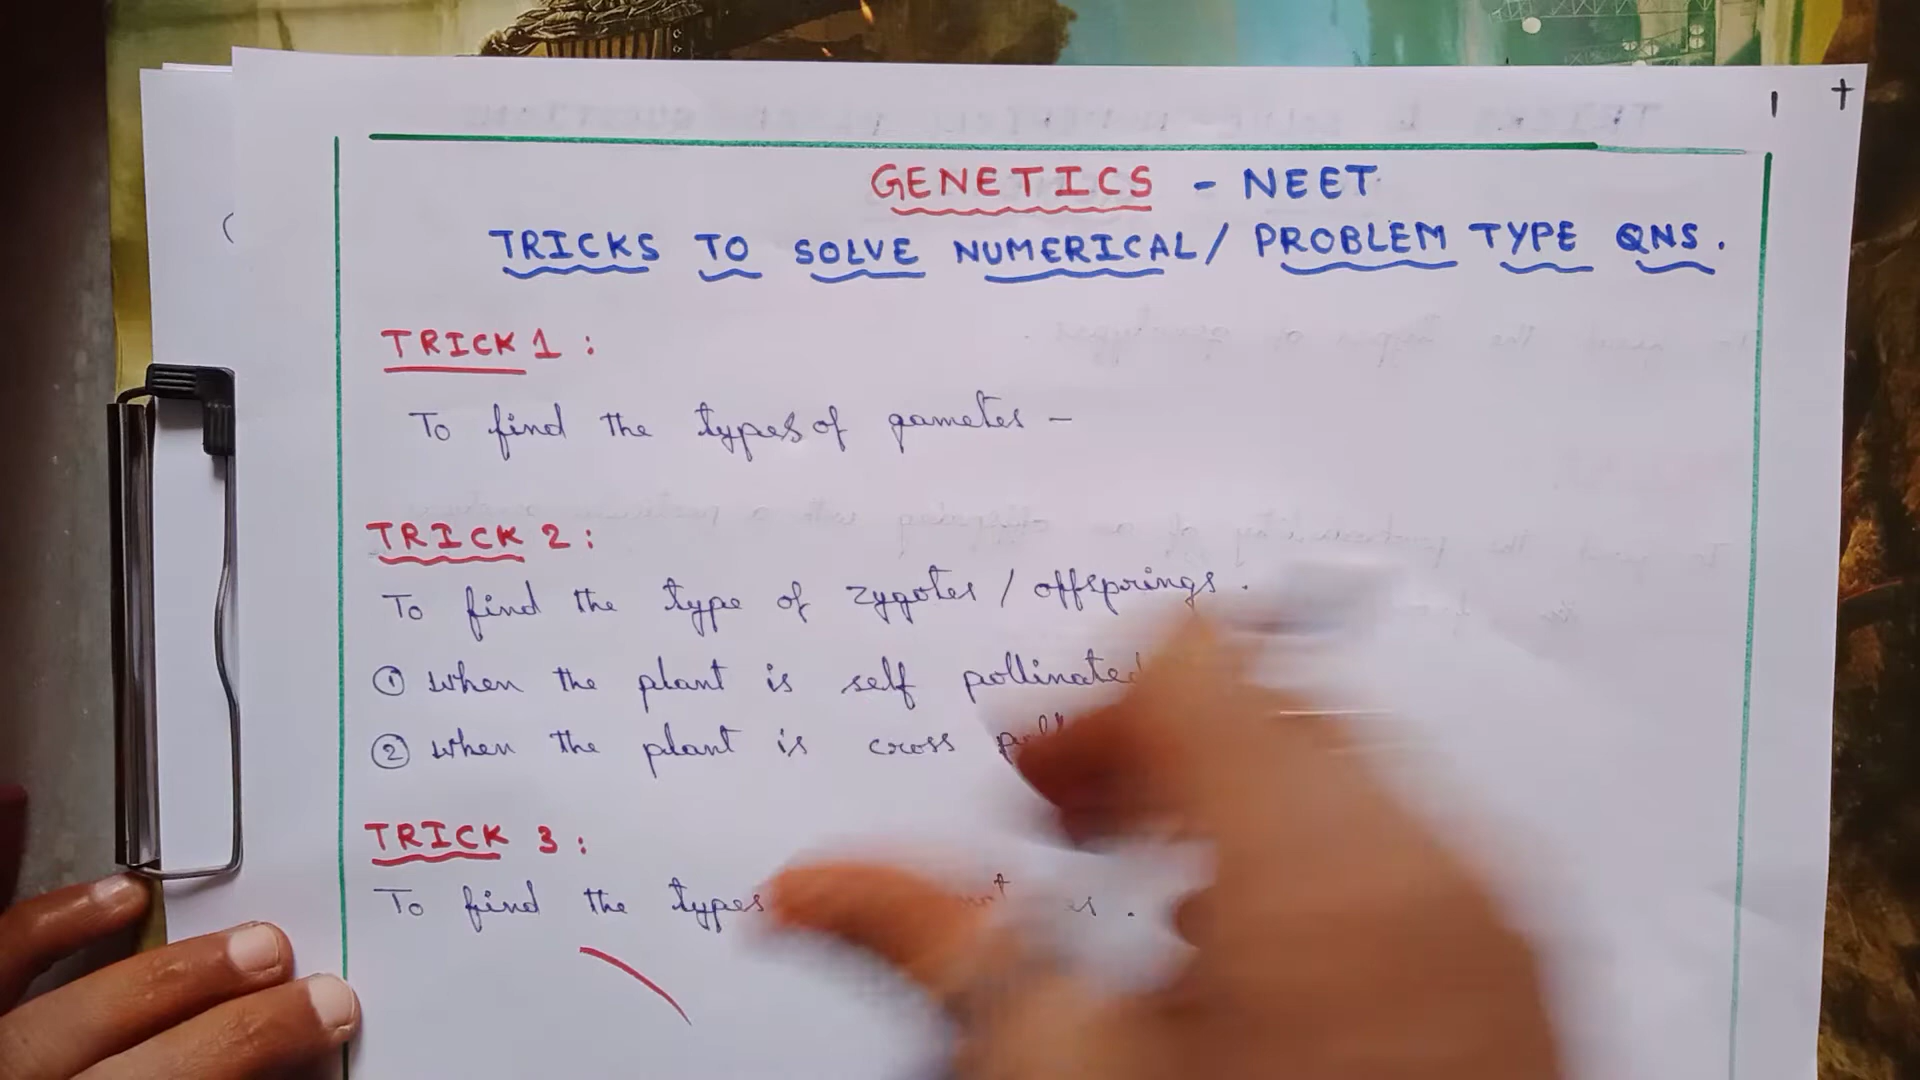 GENETICS - NEET
TRICKS TO SOLVE NUMERICAL / PROBLEM TYPE QNS.
TRICK 1 :
To find the types of gametes -
TRICK 2 :
To find the type of zygotes / offsprings.
① when the plant is self pollinated
② when the plant is cross
TRICK 3 :
To find the types